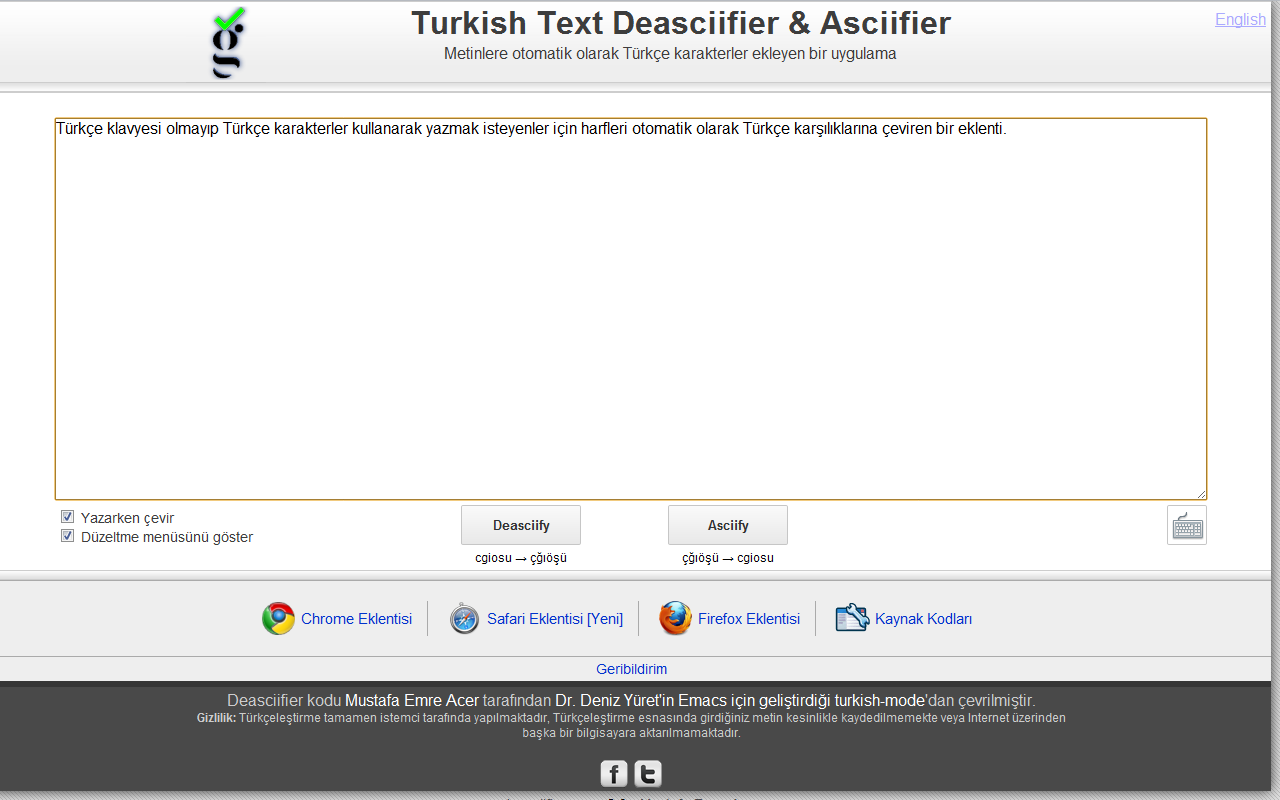 Turkish Text Deasciifier & Asciifier
English
Metinlere otomatik olarak Türkçe karakterler ekleyen bir uygulama
Türkçe klavyesi olmayıp Türkçe karakterler kullanarak yazmak isteyenler için harfleri otomatik olarak Türkçe karşılıklarına çeviren bir eklenti.
Yazarken çevir
Düzeltme menüsünü göster
Deasciify
cgiosu → çğıöşü
Asciify
çğıöşü → cgiosu
Chrome Eklentisi
Safari Eklentisi [Yeni]
Firefox Eklentisi
Kaynak Kodları
Geribildirim
Deasciifier kodu Mustafa Emre Acer tarafından Dr. Deniz Yüret'in Emacs için geliştirdiği turkish-mode'dan çevrilmiştir.
Gizlilik: Türkçeleştirme tamamen istemci tarafında yapılmaktadır, Türkçeleştirme esnasında girdiğiniz metin kesinlikle kaydedilmemekte veya Internet üzerinden
başka bir bilgisayara aktarılmamaktadır.